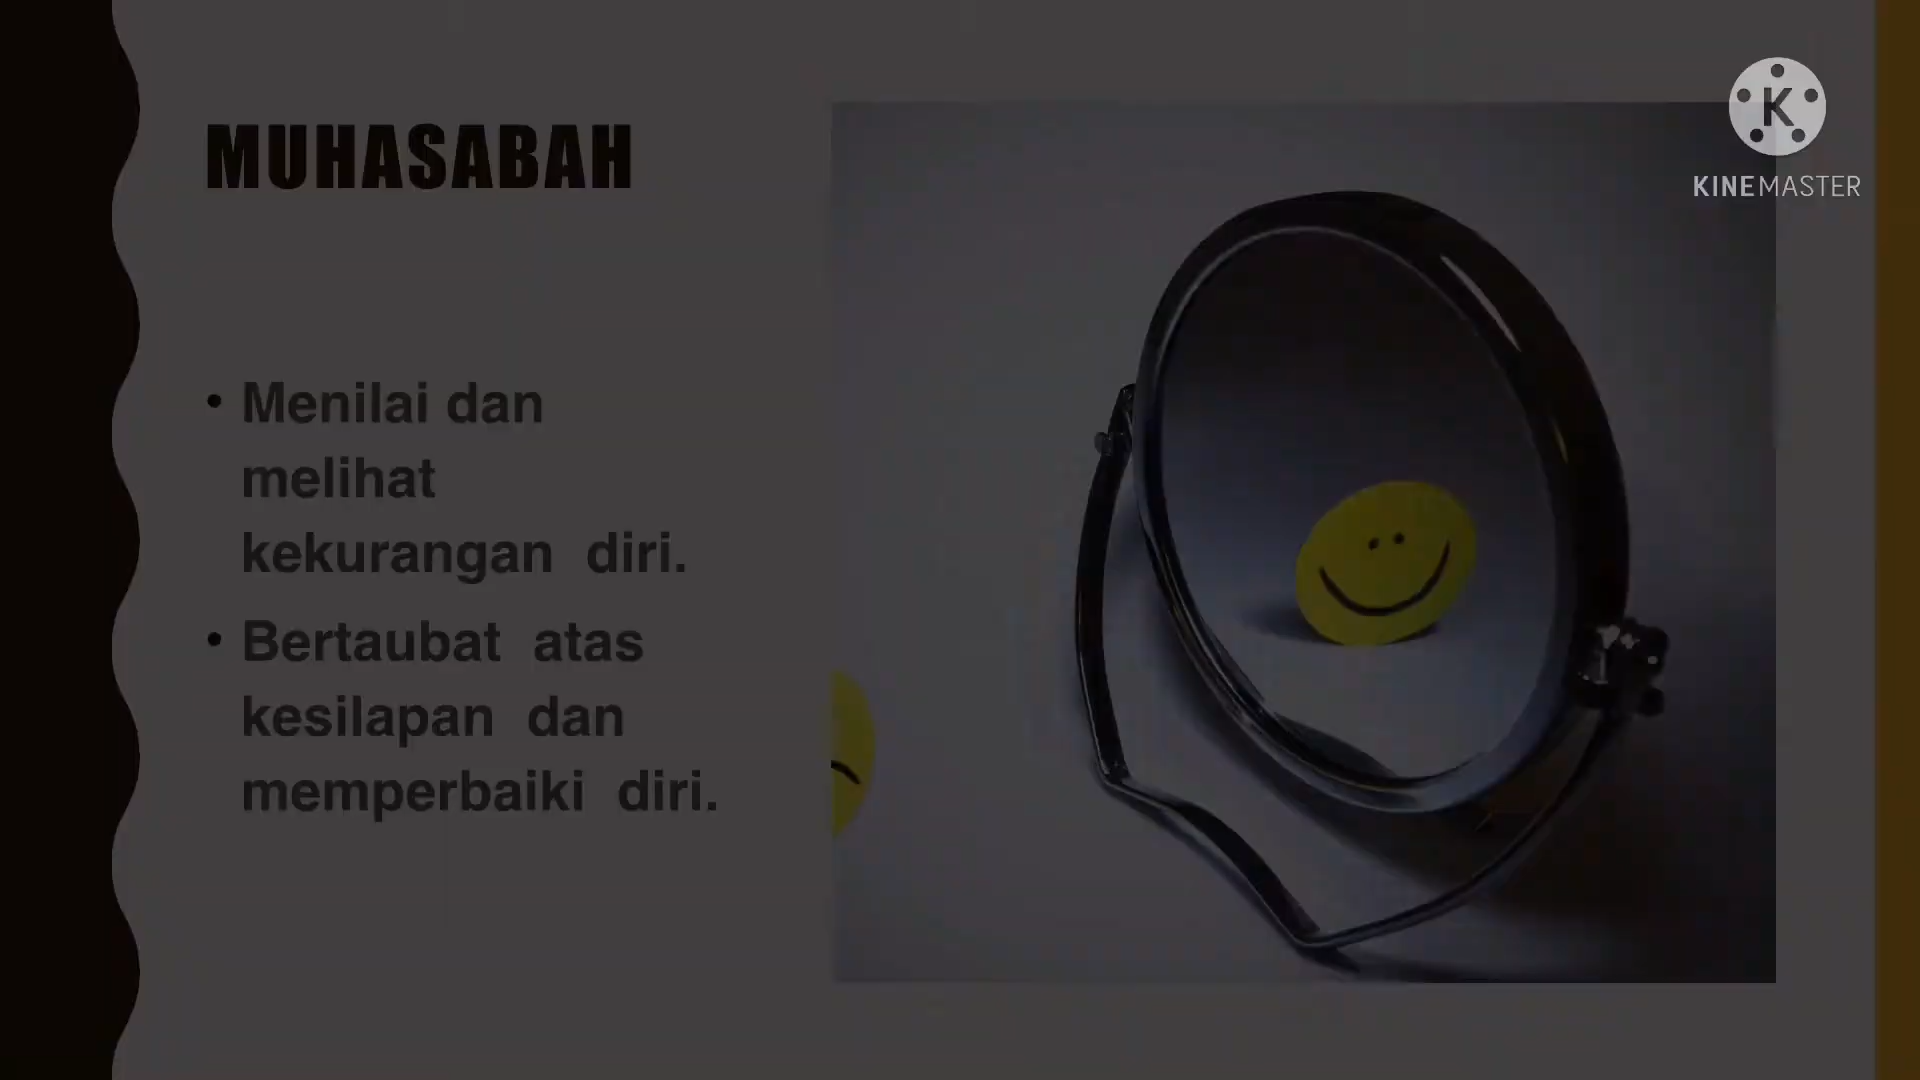 MUHASABAH
K
KINEMASTER
• Menilai dan
melihat
kekurangan diri.
• Bertaubat atas
kesilapan dan
memperbaiki diri.